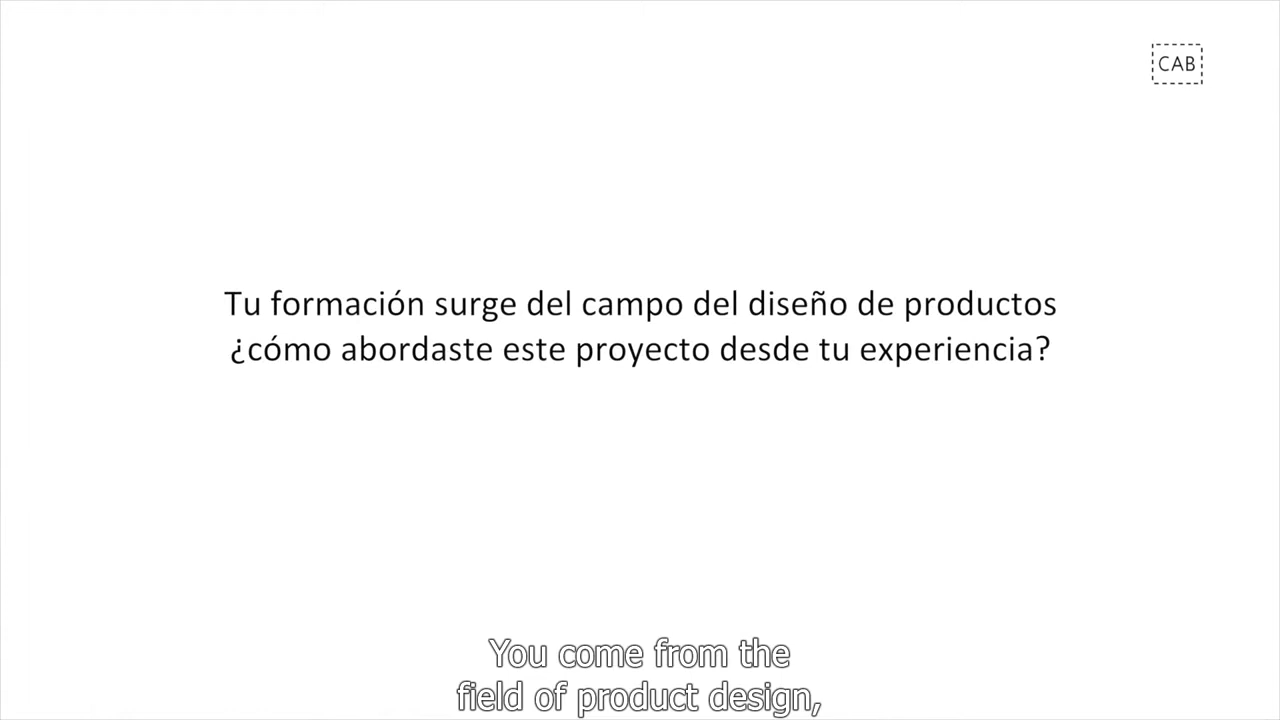 CAB
Tu formación surge del campo del diseño de productos
¿cómo abordaste este proyecto desde tu experiencia?
You come from the
field of product design,